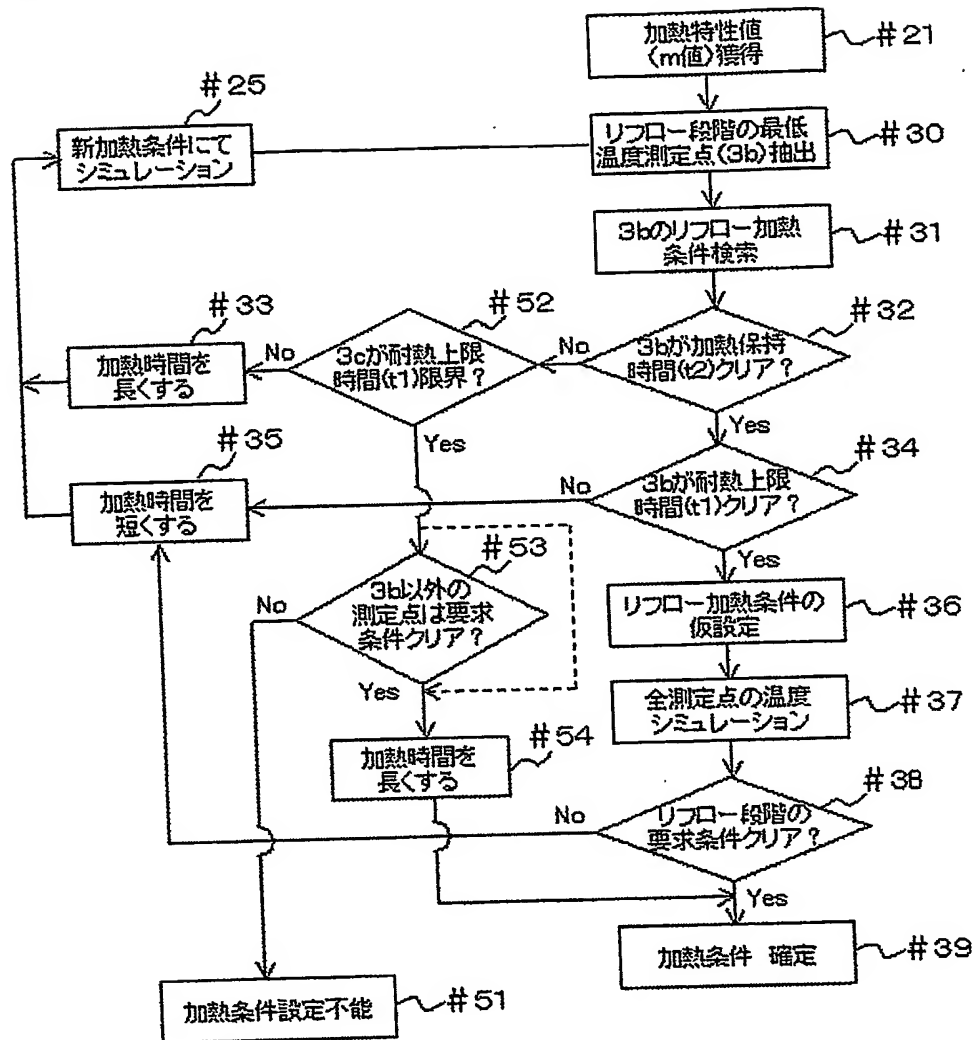 加熱特性値
(m値)獲得
#21
#25
新加熱条件にて
シミュレーション
リフロー段階の最低
温度測定点(3b)抽出
#30
3bのリフロー加熱
条件検索
#31
#33
加熱時間を
長くする
No
#52
3cが耐熱上限
時間(t1)限界?
No
3bが加熱保持
時間(t2)クリア?
#32
Yes
Yes
#35
加熱時間を
短くする
No
3bが耐熱上限
時間(t1)クリア?
#34
Yes
#53
3b以外の
測定点は要求
条件クリア?
No
Yes
リフロー加熱条件の
仮設定
#36
全測定点の温度
シミュレーション
#37
加熱時間を
長くする
#54
リフロー段階の
要求条件クリア?
#38
No
Yes
加熱条件 確定
#39
加熱条件設定不能
#51